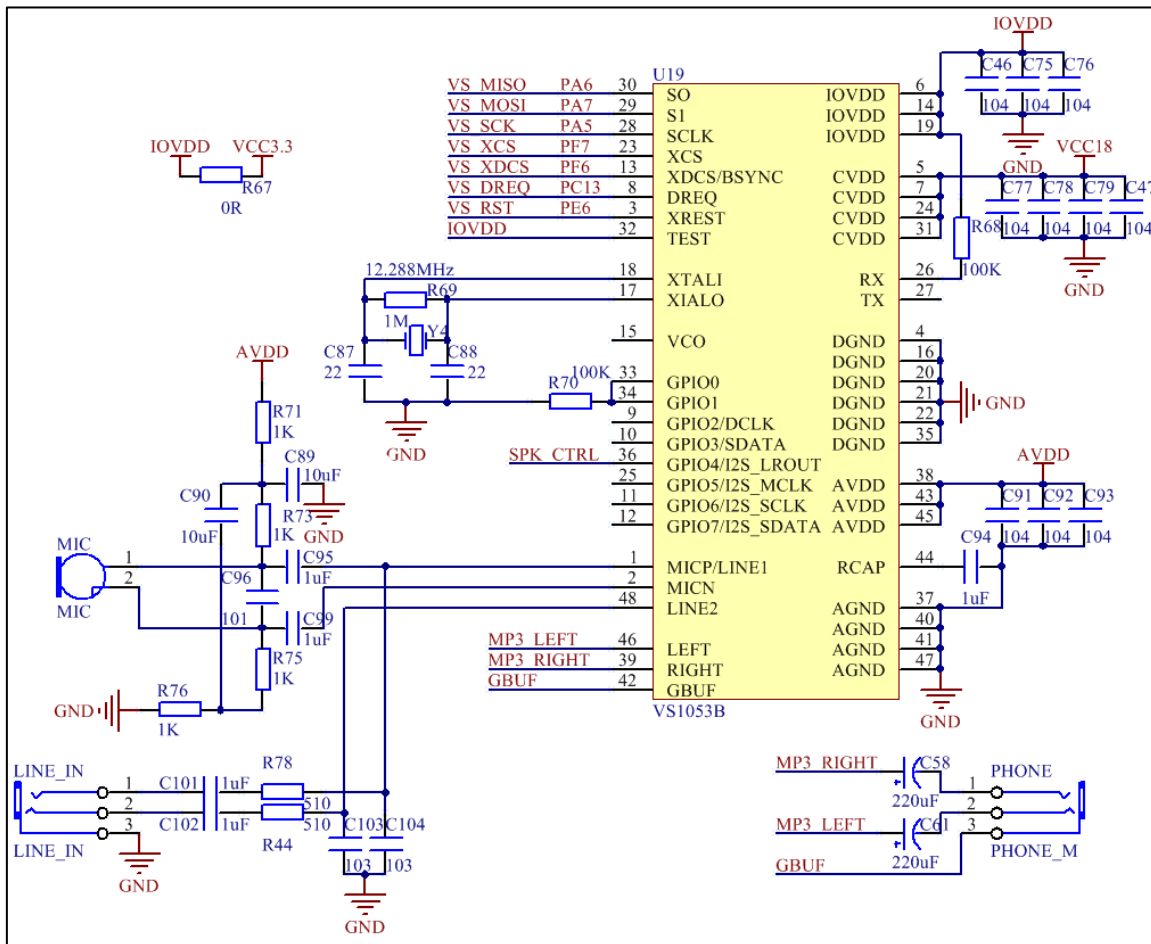 IOVDD
C46 C75 C76
104 104 104
GND
U19
VS_MISO PA6 30 SO IOVDD 6
VS_MOSI PA7 29 S1 IOVDD 14
VS_SCK PA5 28 SCLK IOVDD 19
VS_XCS PF7 23 XCS
VS_XDCS PF6 13 XDCS/BSYNC CVDD 5
VS_DREQ PC13 8 DREQ CVDD 7
VS_RST PE6 3 XREST CVDD 24
IOVDD 32 TEST CVDD 31
IOVDD VCC3.3
R67
0R
VCC18
C77 C78 C79 C47
104 104 104 104
GND
R68
100K
12.288MHz 18 XTALI RX 26
17 XIALO TX 27
R69
1M Y4
C87 C88
22 22
GND
15 VCO DGND 4
DGND 16
R70 100K 33 GPIO0 DGND 20
34 GPIO1 DGND 21 GND
9 GPIO2/DCLK DGND 22
10 GPIO3/SDATA DGND 35
SPK_CTRL 36 GPIO4/I2S_LROUT
25 GPIO5/I2S_MCLK AVDD 38
11 GPIO6/I2S_SCLK AVDD 43
12 GPIO7/I2S_SDATA AVDD 45
AVDD
C91 C92 C93
104 104 104
AVDD
R71
1K
C89
10uF
GND
C90
10uF
R73
1K
MIC
1
2
MIC
C95
1uF
C96
101
C99
1uF
R75
1K
R76
GND
1K
1 MICP/LINE1 RCAP 44 C94
1uF
2 MICN
48 LINE2 AGND 37
AGND 40
MP3_LEFT 46 LEFT AGND 41
MP3_RIGHT 39 RIGHT AGND 47
GBUF 42 GBUF
VS1053B
GND
LINE_IN
1 C101 1uF R78
510
2 C102 1uF R44
510
3
LINE_IN
GND
C103 C104
103 103
GND
MP3_RIGHT C58
220uF
1 PHONE
2
MP3_LEFT C61
220uF
3
PHONE_M
GBUF